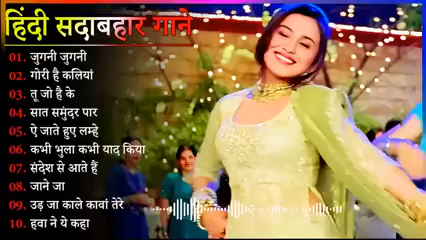 हिंदी सदाबहार गाने
01. जुगनी जुगनी
02. गोरी है कलियां
03. तू जो है के
04. सात समुंदर पार
05. ऐ जाते हुए लम्हे
06. कभी भुला कभी याद किया
07. संदेश से आते हैं
08. जाने जा
09. उड़ जा काले कावां तेरे
10. हवा ने ये कहा